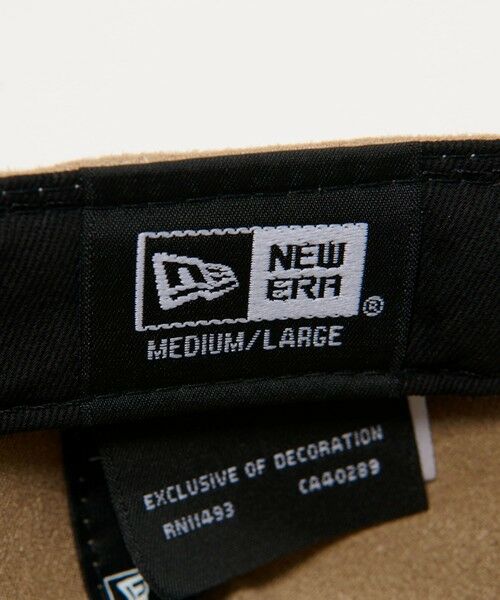 NEW
ERA®
MEDIUM/LARGE
EXCLUSIVE OF DECORATION
RN11493 CA40289